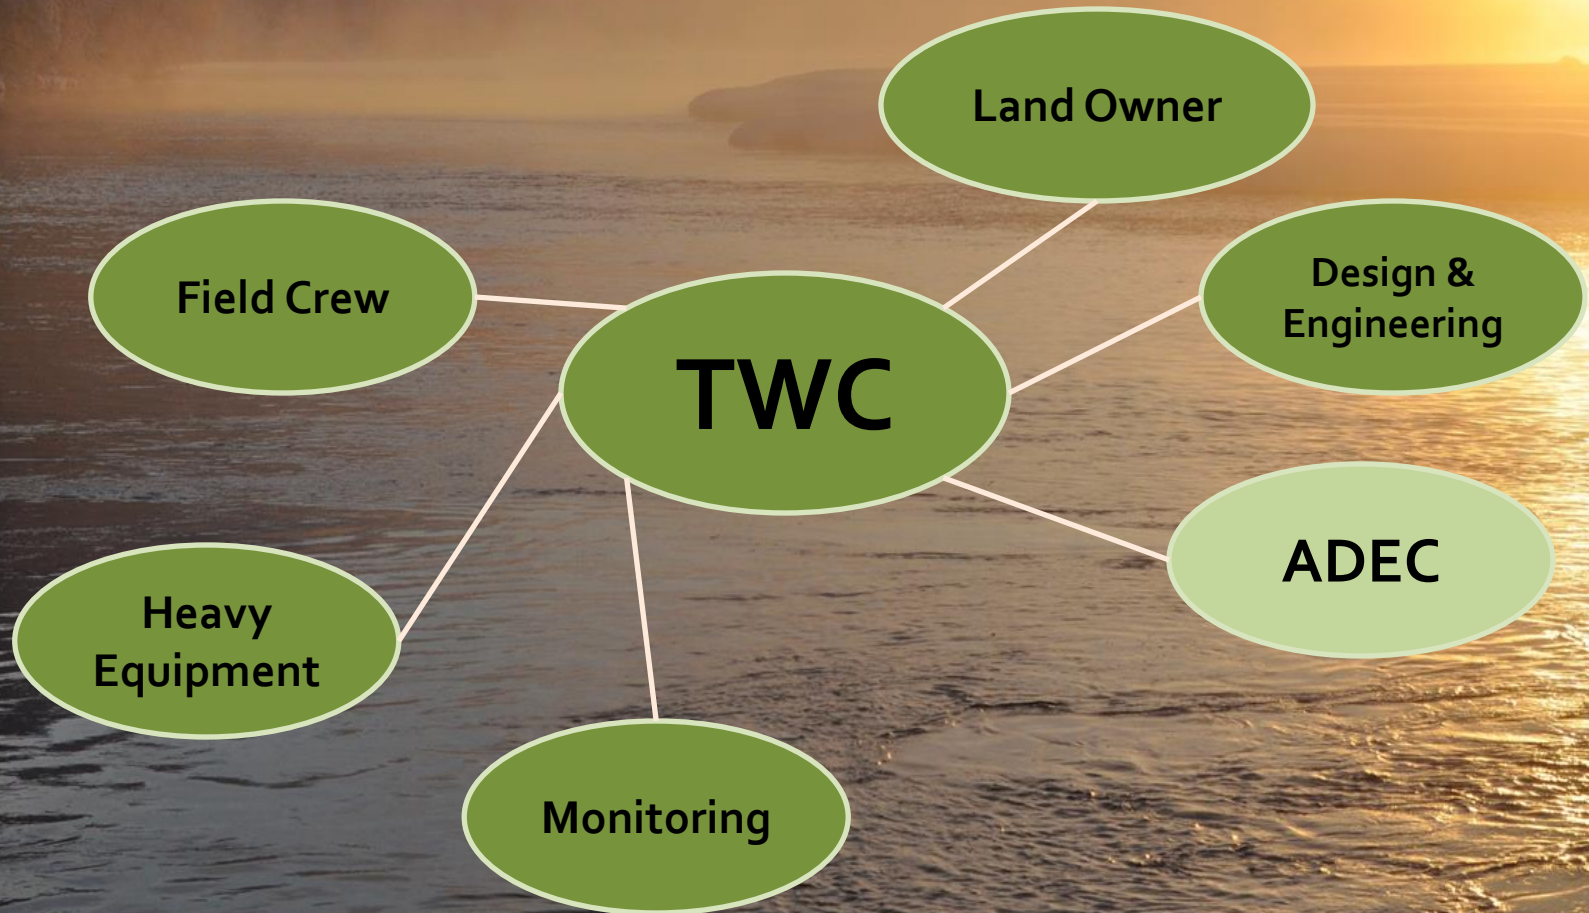 Land Owner
Field Crew
Design &
Engineering
TWC
ADEC
Heavy
Equipment
Monitoring